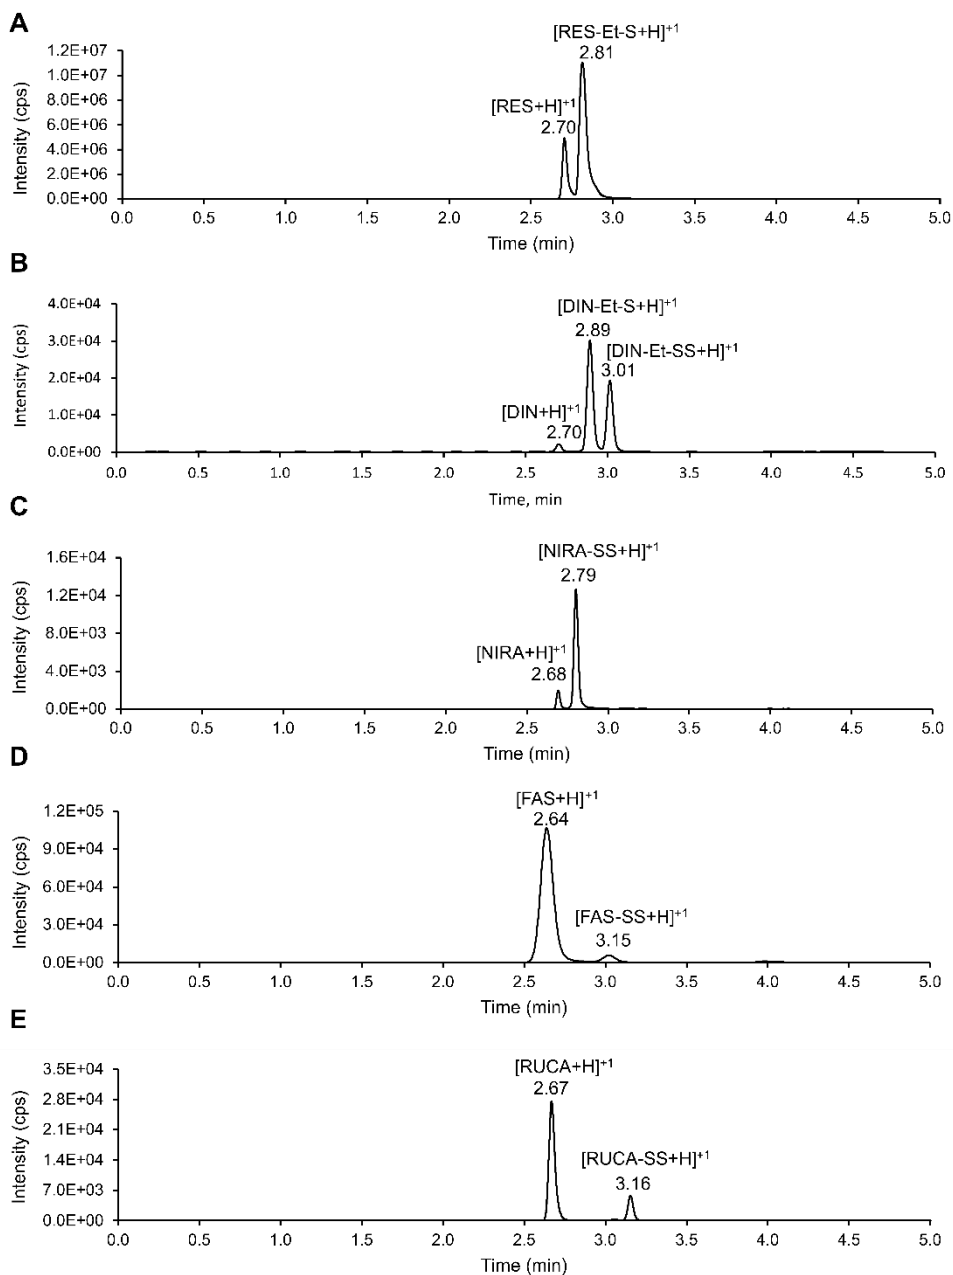 A
[RES-Et-S+H]+1
2.81
[RES+H]+1
2.70
Intensity (cps)
1.2E+07
1.0E+07
8.0E+06
6.0E+06
4.0E+06
2.0E+06
0.0E+00
0.0 0.5 1.0 1.5 2.0 2.5 3.0 3.5 4.0 4.5 5.0
Time (min)
B
[DIN-Et-S+H]+1
2.89
[DIN-Et-SS+H]+1
3.01
[DIN+H]+1
2.70
Intensity (cps)
4.0E+04
3.0E+04
2.0E+04
1.0E+04
0.0E+00
0.0 0.5 1.0 1.5 2.0 2.5 3.0 3.5 4.0 4.5 5.0
Time, min
C
[NIRA-SS+H]+1
2.79
[NIRA+H]+1
2.68
Intensity (cps)
1.6E+04
1.2E+04
8.0E+03
4.0E+03
0.0E+00
0.0 0.5 1.0 1.5 2.0 2.5 3.0 3.5 4.0 4.5 5.0
Time (min)
D
[FAS+H]+1
2.64
[FAS-SS+H]+1
3.15
Intensity (cps)
1.2E+05
9.0E+04
6.0E+04
3.0E+04
0.0E+00
0.0 0.5 1.0 1.5 2.0 2.5 3.0 3.5 4.0 4.5 5.0
Time (min)
E
[RUCA+H]+1
2.67
[RUCA-SS+H]+1
3.16
Intensity (cps)
3.5E+04
2.8E+04
2.1E+04
1.4E+04
7.0E+03
0.0E+00
0.0 0.5 1.0 1.5 2.0 2.5 3.0 3.5 4.0 4.5 5.0
Time (min)